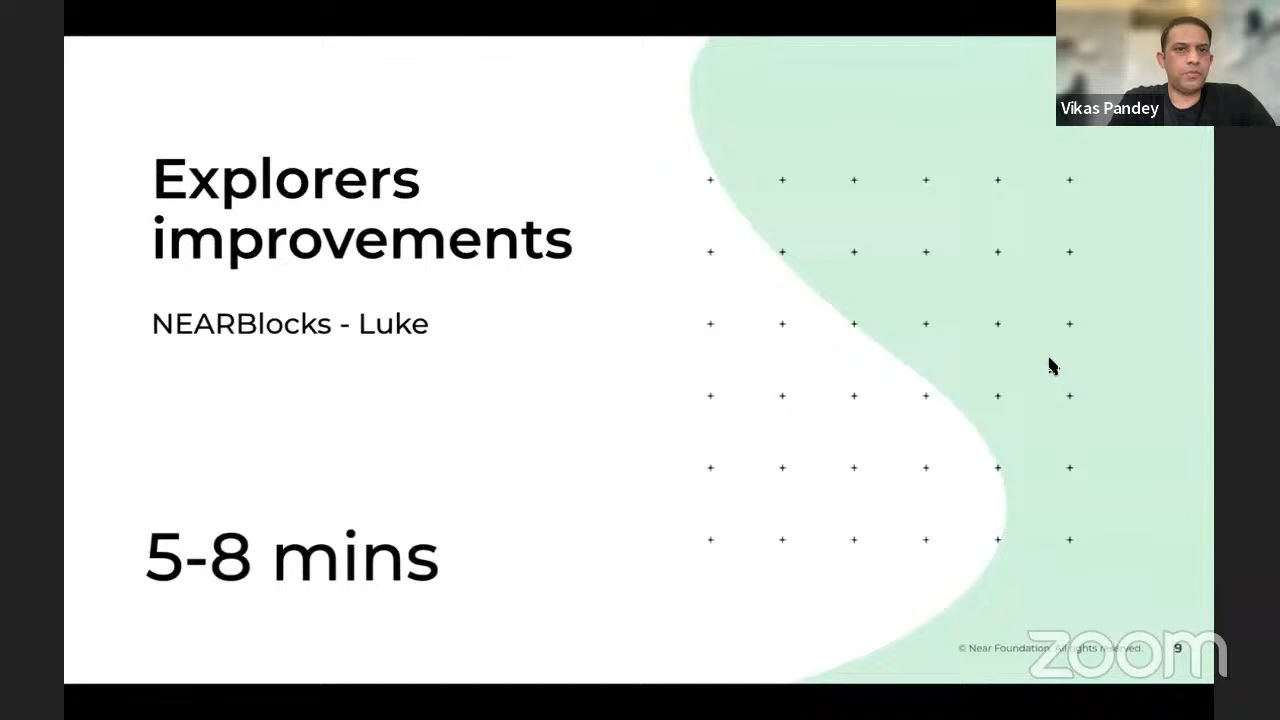 Vikas Pandey
Explorers
improvements
NEARBlocks - Luke
5-8 mins
© Near Foundation. All rights reserved.
9
zoom